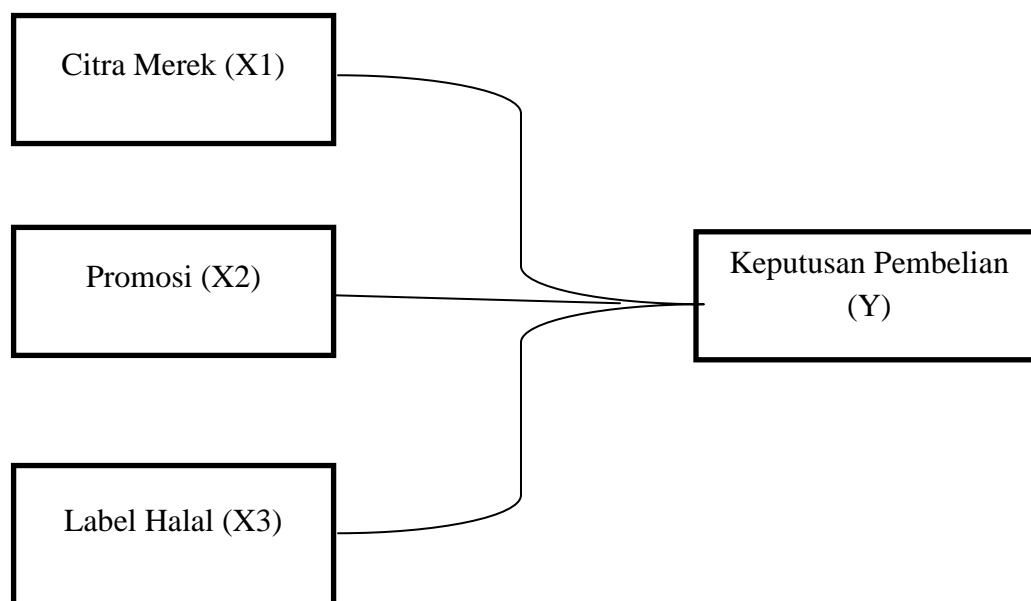 Citra Merek (X1)
Promosi (X2)
Keputusan Pembelian
(Y)
Label Halal (X3)